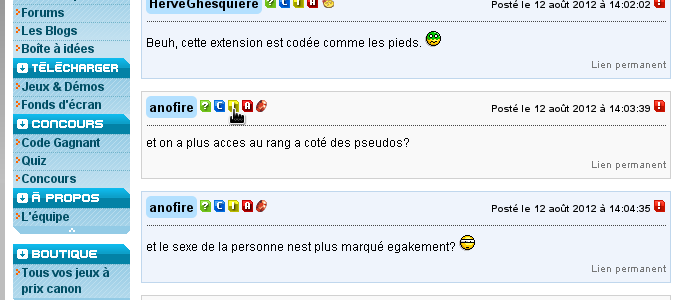 Forums
Les Blogs
Boîte à idées
TÉLÉCHARGER
Jeux & Démos
Fonds d'écran
CONCOURS
Code Gagnant
Quiz
Concours
À PROPOS
L'équipe
BOUTIQUE
Tous vos jeux à
prix canon
HerveGhesquiere ? C J A Posté le 12 août 2012 à 14:02:02 !
Beuh, cette extension est codée comme les pieds.
Lien permanent
anofire ? C J A Posté le 12 août 2012 à 14:03:39 !
et on a plus acces au rang a coté des pseudos?
Lien permanent
anofire ? C J A Posté le 12 août 2012 à 14:04:35 !
et le sexe de la personne nest plus marqué egakement?
Lien permanent